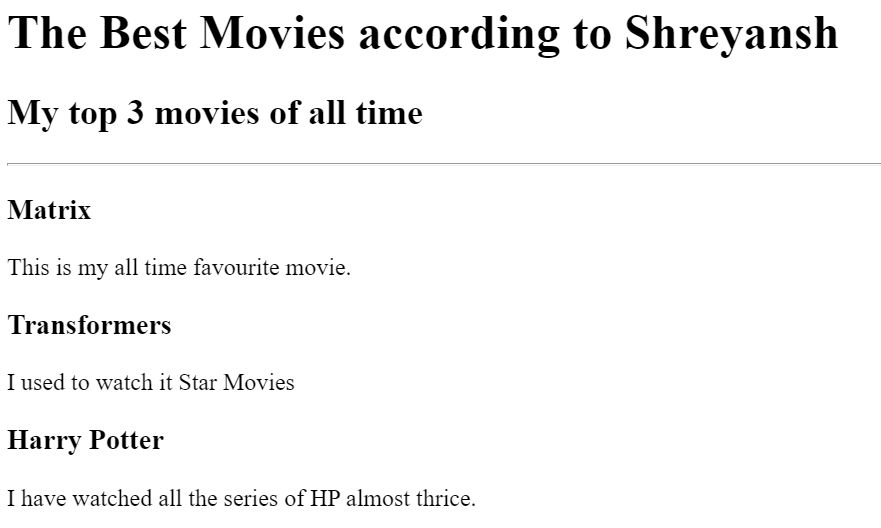 The Best Movies according to Shreyansh
My top 3 movies of all time
Matrix
This is my all time favourite movie.
Transformers
I used to watch it Star Movies
Harry Potter
I have watched all the series of HP almost thrice.